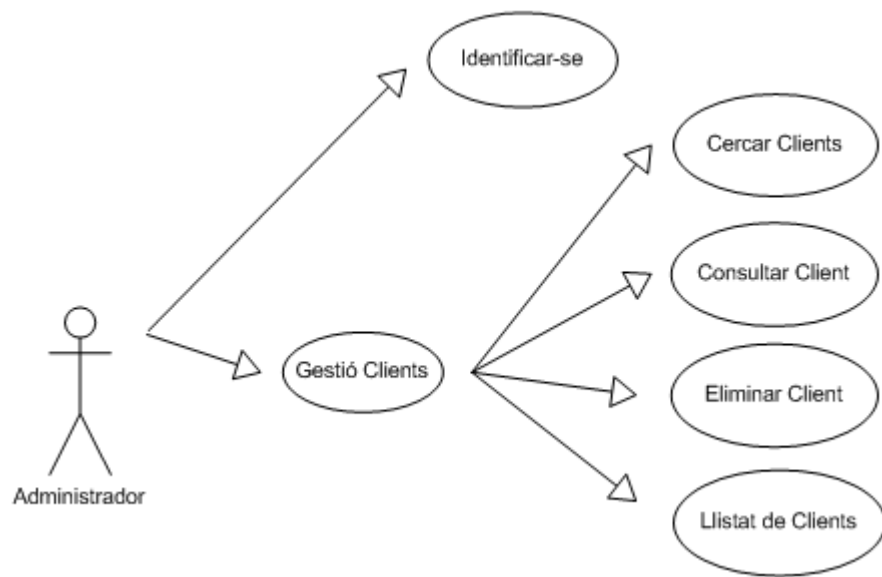 Identificar-se
Cercar Clients
Consultar Client
Gestió Clients
Eliminar Client
Administrador
Llistat de Clients